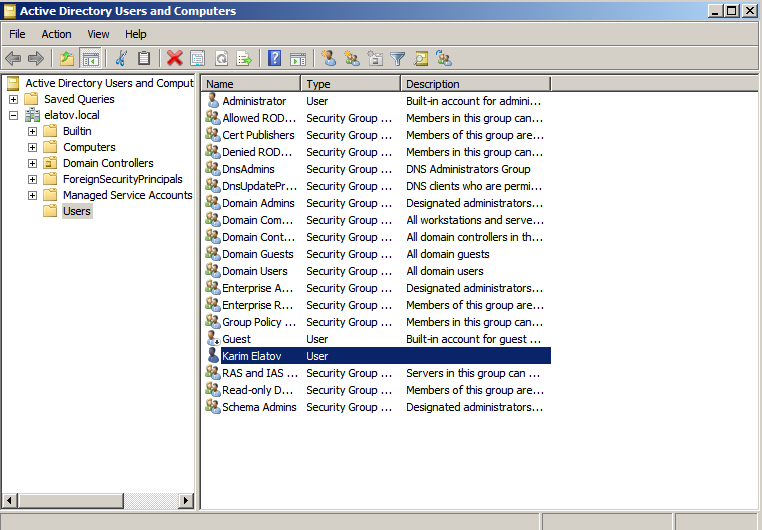 Active Directory Users and Computers
File Action View Help
Active Directory Users and Comput
Saved Queries
elatov.local
Builtin
Computers
Domain Controllers
ForeignSecurityPrincipals
Managed Service Accounts
Users
Name Type Description
Administrator User Built-in account for admini...
Allowed ROD... Security Group ... Members in this group can...
Cert Publishers Security Group ... Members of this group are...
Denied ROD... Security Group ... Members in this group can...
DnsAdmins Security Group ... DNS Administrators Group
DnsUpdatePr... Security Group ... DNS clients who are permi...
Domain Admins Security Group ... Designated administrators...
Domain Com... Security Group ... All workstations and serve...
Domain Cont... Security Group ... All domain controllers in th...
Domain Guests Security Group ... All domain guests
Domain Users Security Group ... All domain users
Enterprise A... Security Group ... Designated administrators...
Enterprise R... Security Group ... Members of this group are...
Group Policy ... Security Group ... Members in this group can...
Guest User Built-in account for guest ...
Karim Elatov User
RAS and IAS ... Security Group ... Servers in this group can ...
Read-only D... Security Group ... Members of this group are...
Schema Admins Security Group ... Designated administrators...